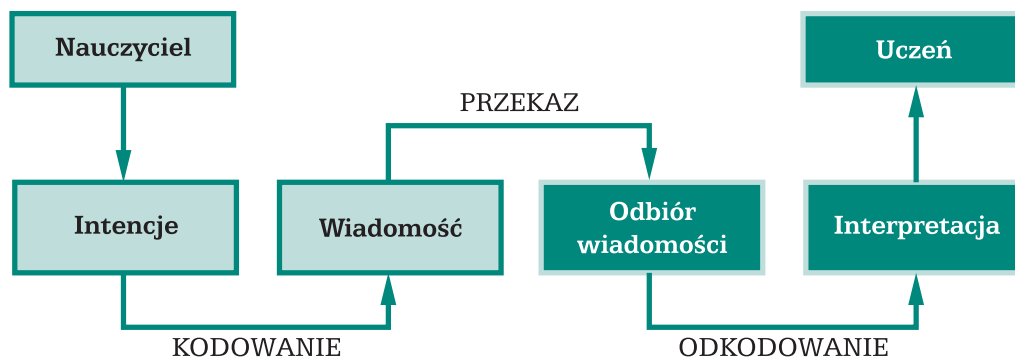 Nauczyciel
Uczeń
PRZEKAZ
Intencje
Wiadomość
Odbiór
wiadomości
Interpretacja
KODOWANIE
ODKODOWANIE